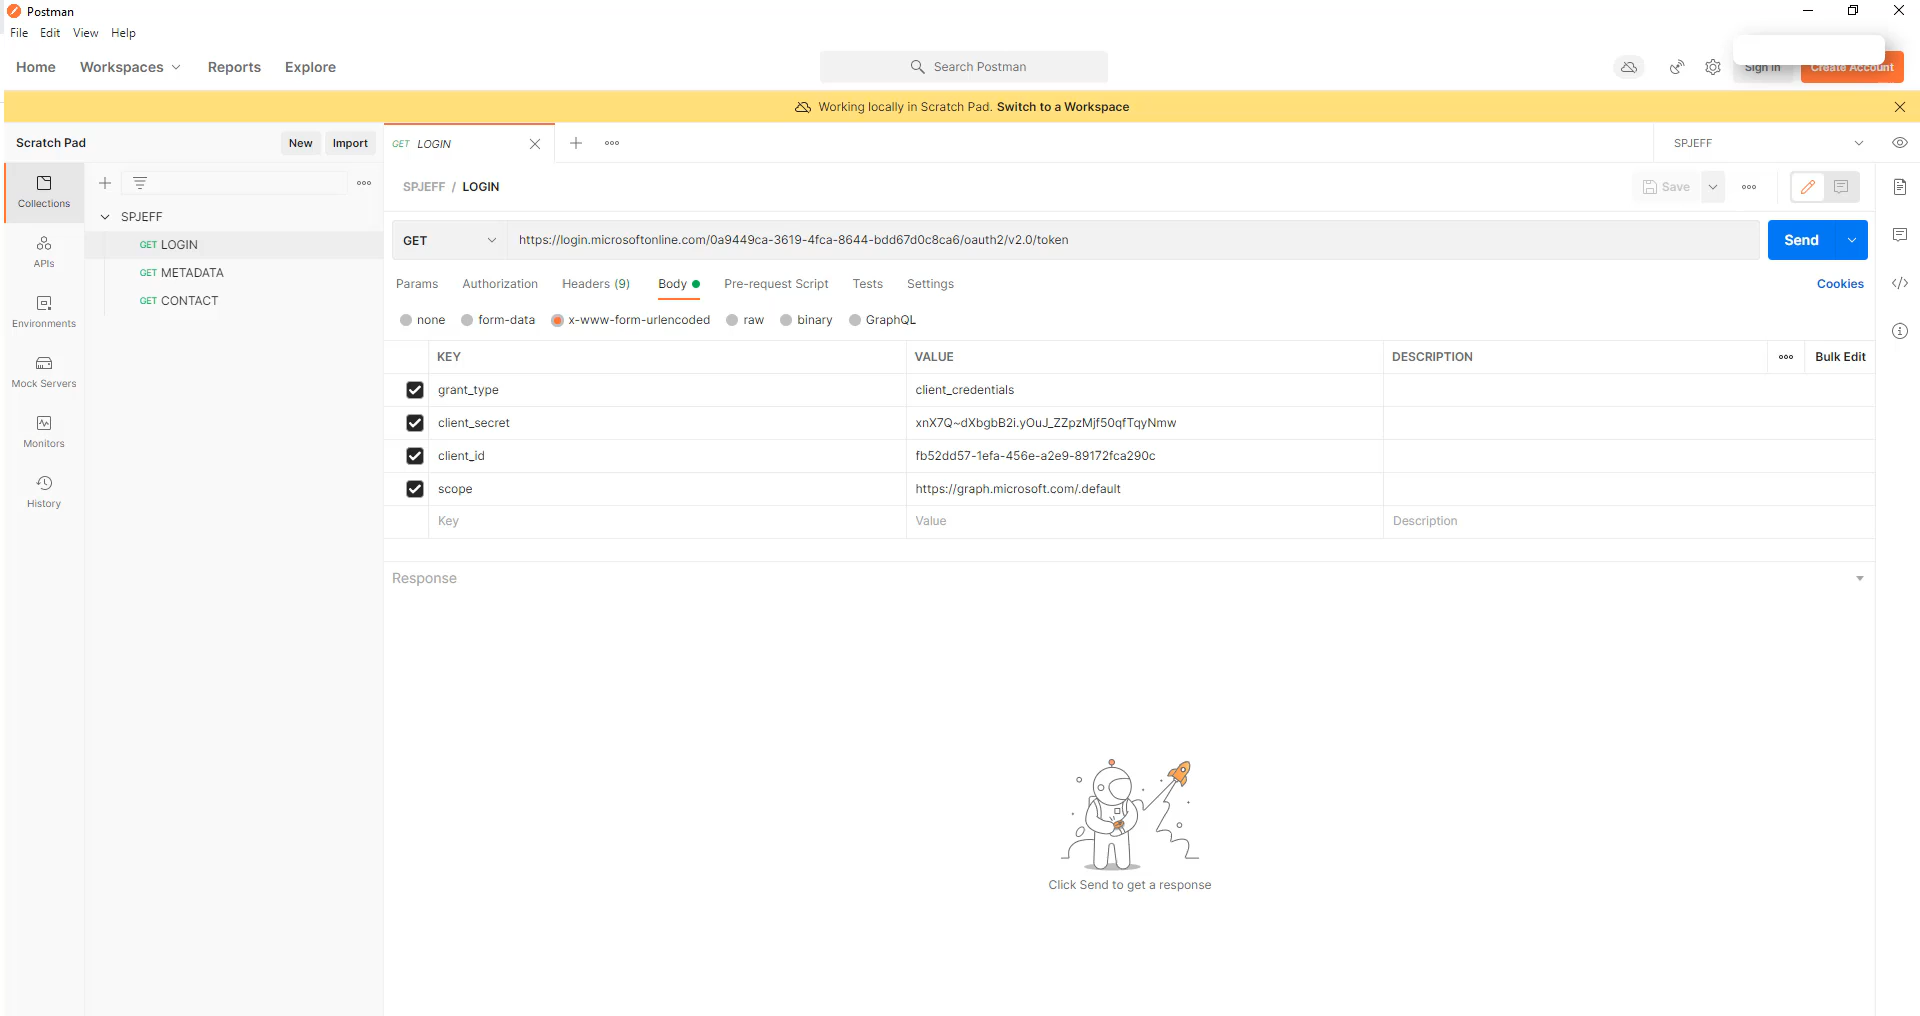 Postman
File Edit View Help
Home Workspaces Reports Explore
Search Postman
Sign in Create Account
Working locally in Scratch Pad. Switch to a Workspace
Scratch Pad New Import
GET LOGIN
SPJEFF
Collections
APIs
Environments
Mock Servers
Monitors
History
SPJEFF
GET LOGIN
GET METADATA
GET CONTACT
SPJEFF / LOGIN
Save
GET https://login.microsoftonline.com/0a9449ca-3619-4fca-8644-bdd67d0c8ca6/oauth2/v2.0/token
Send
Params Authorization Headers (9) Body Pre-request Script Tests Settings
Cookies
none form-data x-www-form-urlencoded raw binary GraphQL
KEY VALUE DESCRIPTION Bulk Edit
grant_type client_credentials
client_secret xnX7Q~dXbgbB2i.yOuJ_ZZpzMjf50qfTqyNmw
client_id fb52dd57-1efa-456e-a2e9-89172fca290c
scope https://graph.microsoft.com/.default
Key Value Description
Response
Click Send to get a response